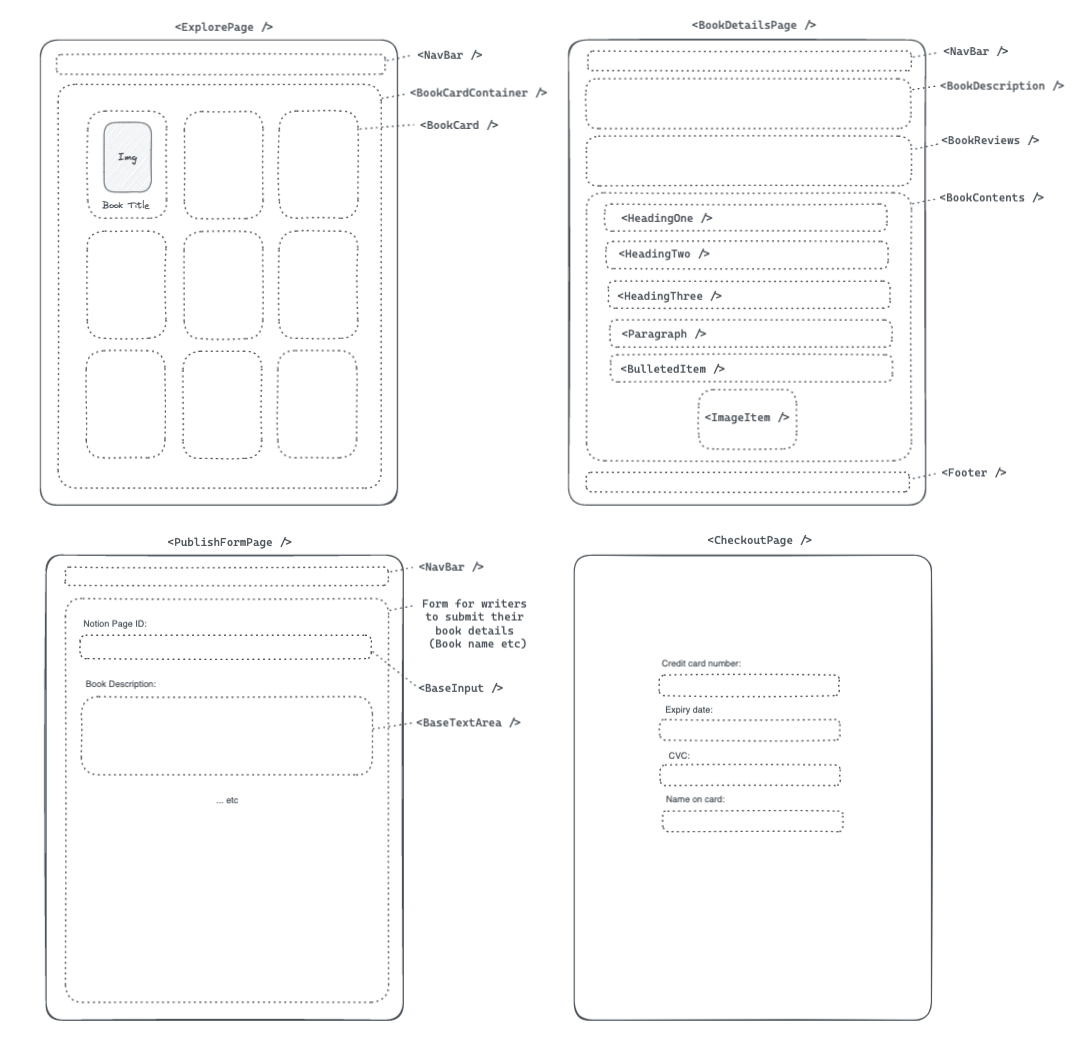 <ExplorePage />
<NavBar />
<BookCardContainer />
<BookCard />
Img
Book Title
<BookDetailsPage />
<NavBar />
<BookDescription />
<BookReviews />
<BookContents />
<HeadingOne />
<HeadingTwo />
<HeadingThree />
<Paragraph />
<BulletedItem />
<ImageItem />
<Footer />
<PublishFormPage />
<NavBar />
Form for writers
to submit their
book details
(Book name etc)
Notion Page ID:
<BaseInput />
Book Description:
<BaseTextArea />
... etc
<CheckoutPage />
Credit card number:
Expiry date:
CVC:
Name on card: